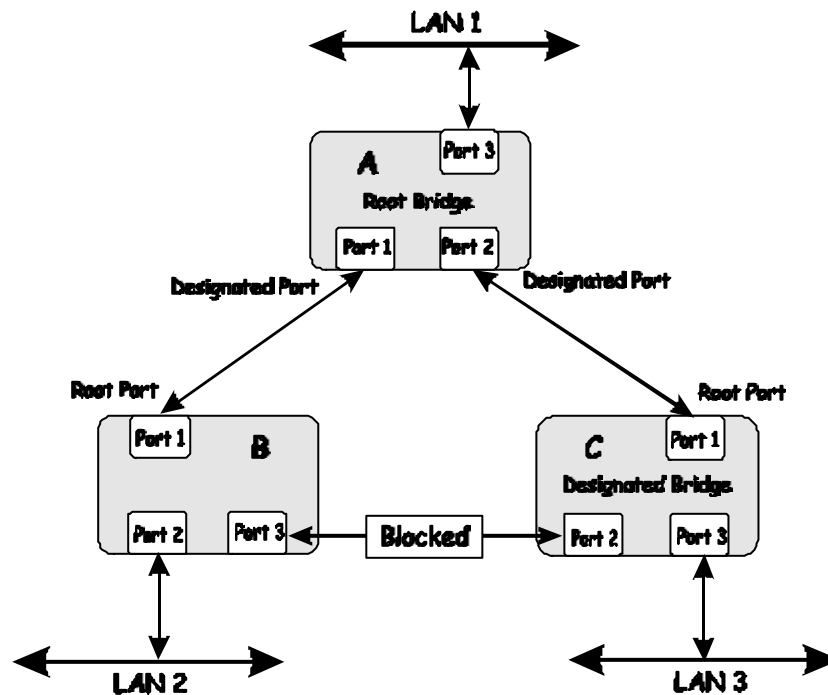 LAN 1
Port 3
A
Root Bridge
Port 1
Port 2
Designated Port
Designated Port
Root Port
Root Port
Port 1
B
C
Port 1
Designated Bridge
Port 2
Port 3
Blocked
Port 2
Port 3
LAN 2
LAN 3